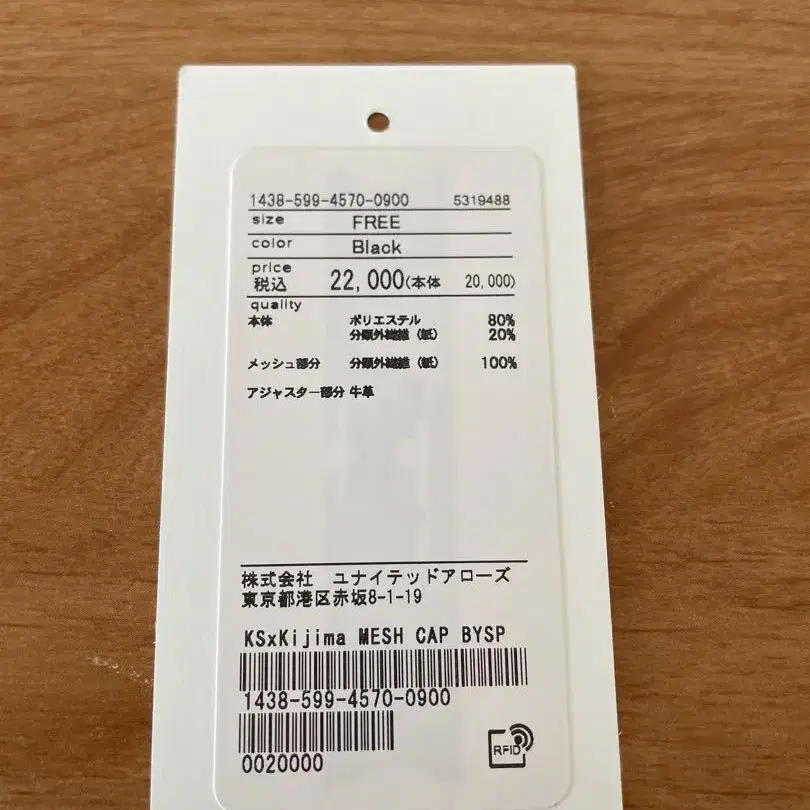 1438-599-4570-0900 5319488
size FREE
color Black
price
税込 22,000(本体 20,000)
quality
本体 ポリエステル 80%
分類外繊維 (紙) 20%
メッシュ部分 分類外繊維 (紙) 100%
アジャスター部分 牛革
株式会社 ユナイテッドアローズ
東京都港区赤坂8-1-19
KSxKijima MESH CAP BYSP
1438-599-4570-0900
0020000
RFID